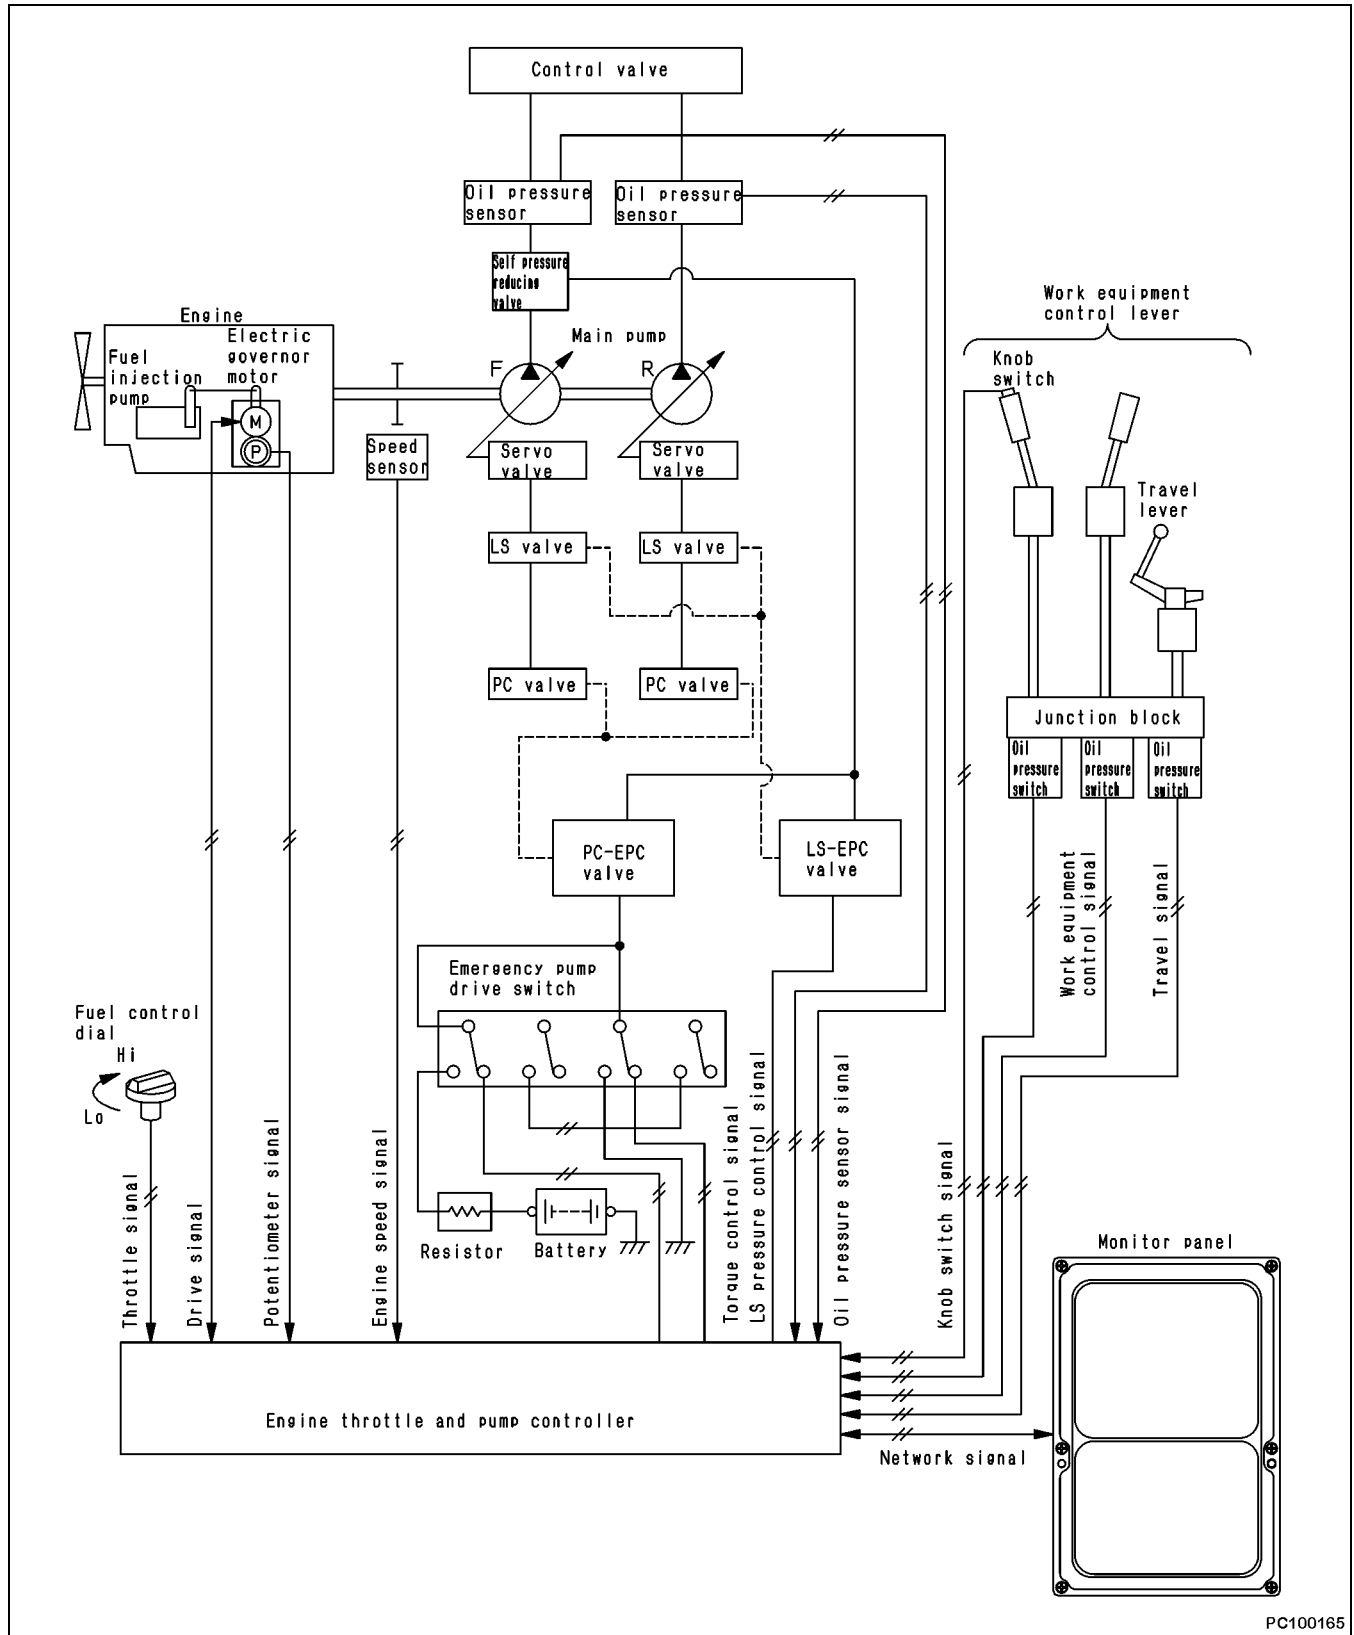 Control valve
Oil pressure
sensor
Oil pressure
sensor
Self pressure
reducing
valve
Engine
Electric
governor
motor
Fuel
injection
pump
M
P
Speed
sensor
F
Main pump
R
Servo
valve
Servo
valve
LS valve
LS valve
PC valve
PC valve
PC-EPC
valve
LS-EPC
valve
Work equipment
control lever
Knob
switch
Travel
lever
Junction block
Oil
pressure
switch
Oil
pressure
switch
Oil
pressure
switch
Work equipment
control signal
Travel signal
Emergency pump
drive switch
Fuel control
dial
Hi
Lo
Resistor
Battery
Throttle signal
Drive signal
Potentiometer signal
Engine speed signal
Torque control signal
LS pressure control signal
Oil pressure sensor signal
Knob switch signal
Monitor panel
Engine throttle and pump controller
Network signal
PC100165